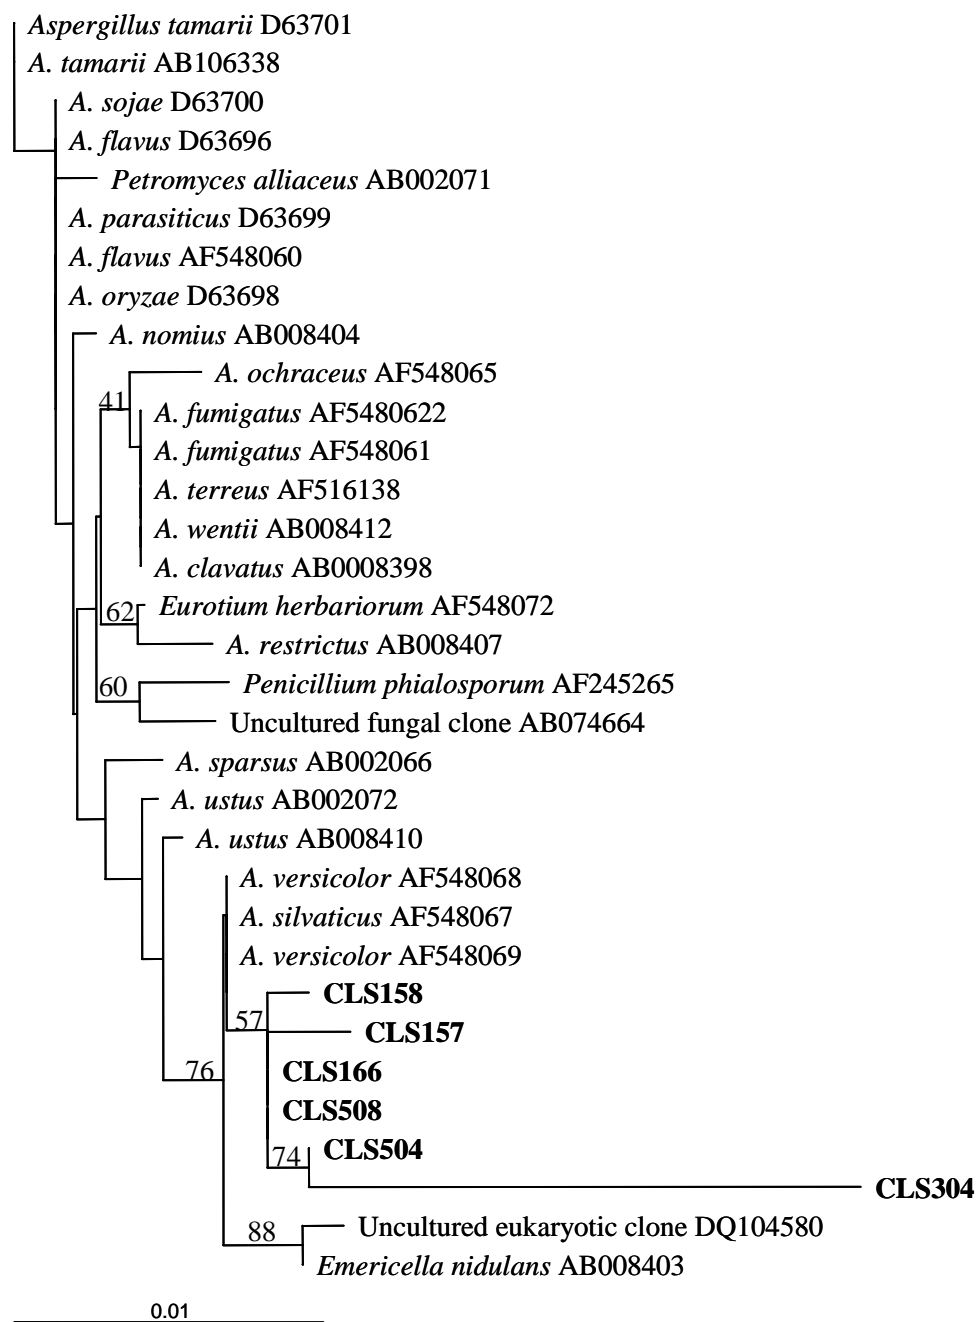 Aspergillus tamarii D63701
A. tamarii AB106338
A. sojae D63700
A. flavus D63696
Petromyces alliaceus AB002071
A. parasiticus D63699
A. flavus AF548060
A. oryzae D63698
A. nomius AB008404
A. ochraceus AF548065
41
A. fumigatus AF5480622
A. fumigatus AF548061
A. terreus AF516138
A. wentii AB008412
A. clavatus AB0008398
62 Eurotium herbariorum AF548072
A. restrictus AB008407
60 Penicillium phialosporum AF245265
Uncultured fungal clone AB074664
A. sparsus AB002066
A. ustus AB002072
A. ustus AB008410
A. versicolor AF548068
A. silvaticus AF548067
A. versicolor AF548069
CLS158
57 CLS157
76 CLS166
CLS508
74 CLS504
CLS304
88 Uncultured eukaryotic clone DQ104580
Emericella nidulans AB008403
0.01